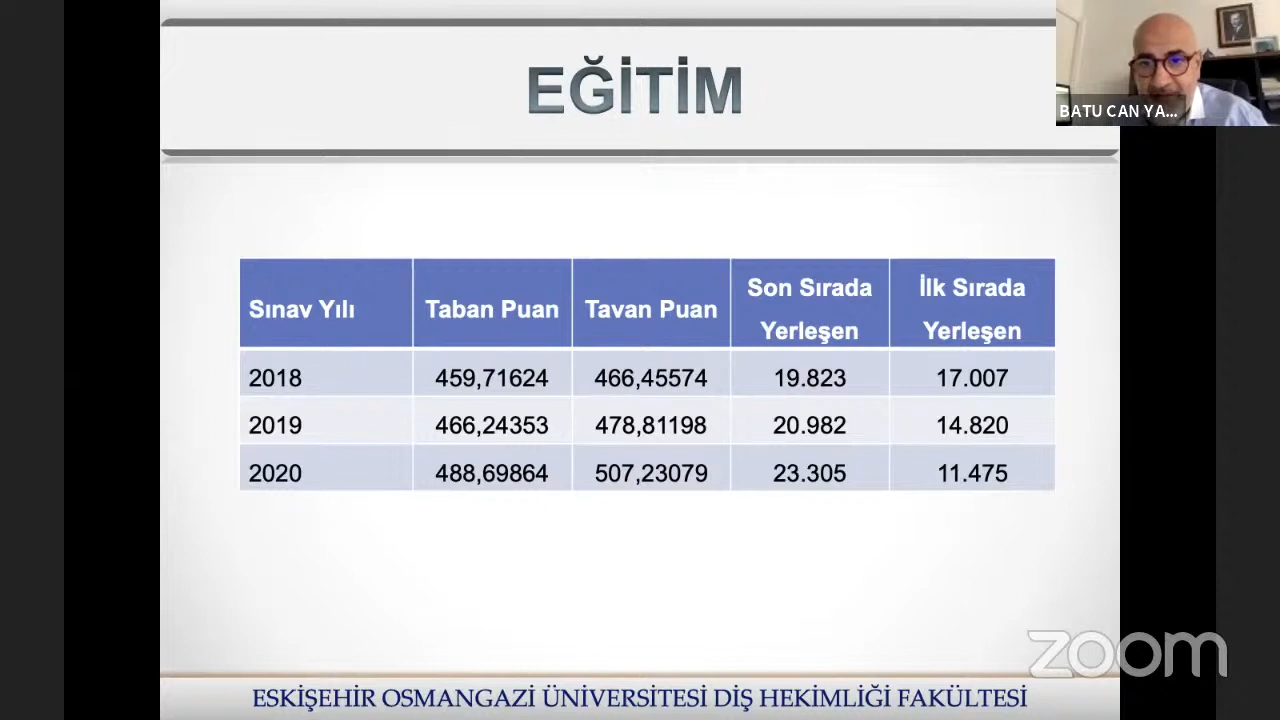 EĞİTİM
BATU CAN YA...
Sınav Yılı Taban Puan Tavan Puan Son Sırada Yerleşen İlk Sırada Yerleşen
2018 459,71624 466,45574 19.823 17.007
2019 466,24353 478,81198 20.982 14.820
2020 488,69864 507,23079 23.305 11.475
zoom
ESKİŞEHİR OSMANGAZİ ÜNİVERSİTESİ DİŞ HEKİMLİĞİ FAKÜLTESİ